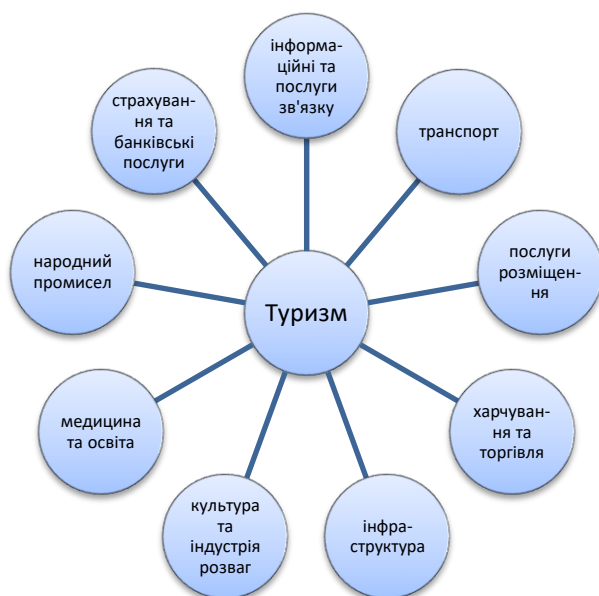 інформа-
ційні та
послуги
зв'язку
транспорт
послуги
розміщен-
ня
харчуван-
ня та
торгівля
інфра-
структура
культура
та
індустрія
розваг
медицина
та освіта
народний
промисел
страхуван-
ня та
банківські
послуги
Туризм